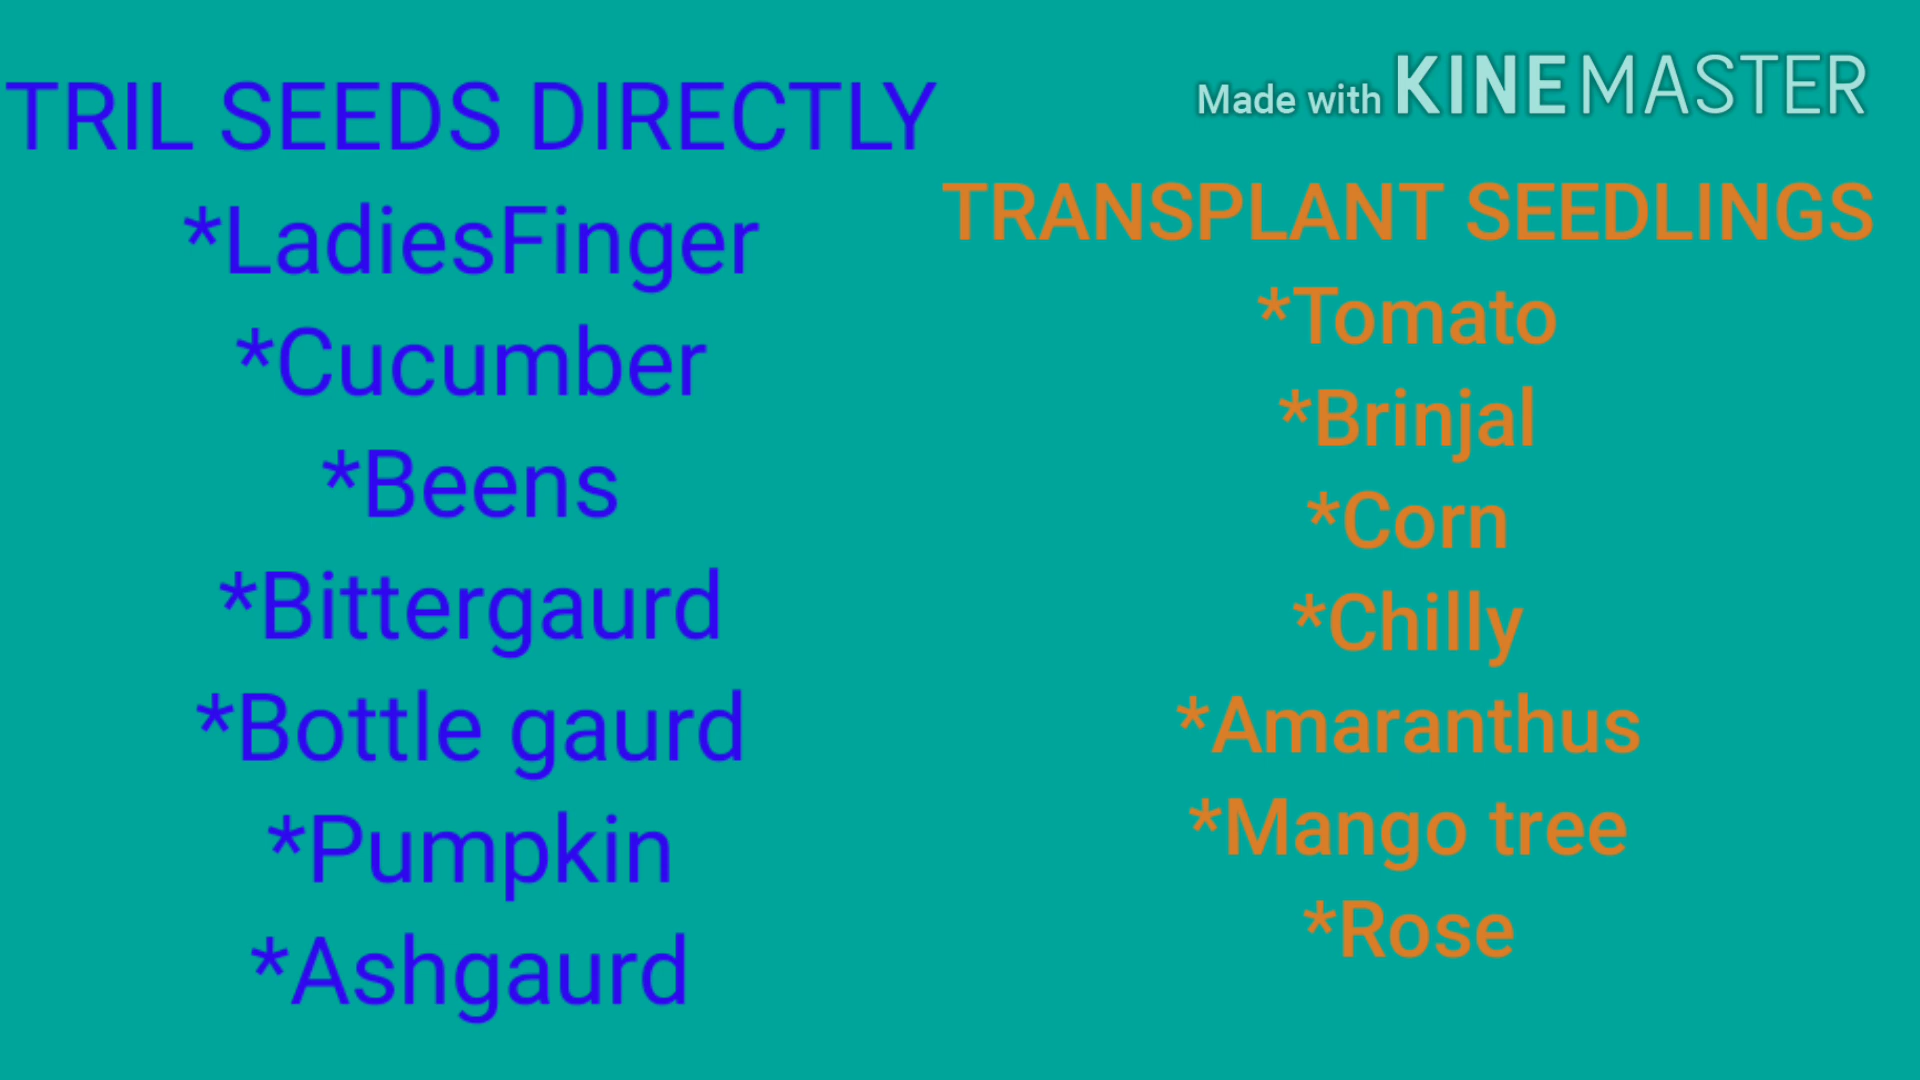 TRIL SEEDS DIRECTLY
*LadiesFinger
*Cucumber
*Beens
*Bittergaurd
*Bottle gaurd
*Pumpkin
*Ashgaurd
Made with KINEMASTER
TRANSPLANT SEEDLINGS
*Tomato
*Brinjal
*Corn
*Chilly
*Amaranthus
*Mango tree
*Rose